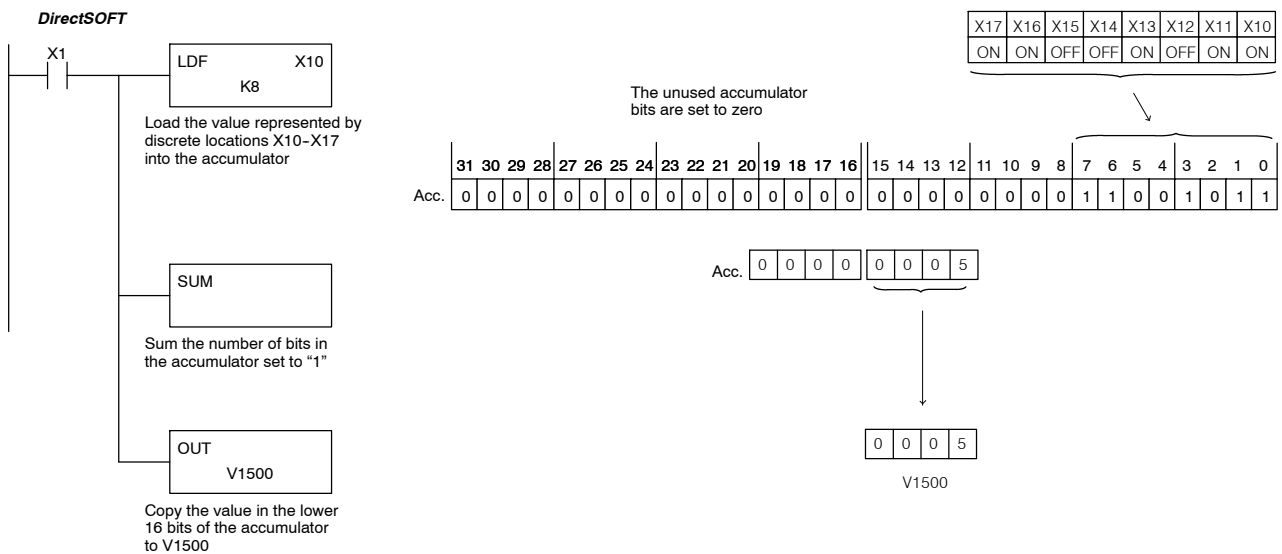 DirectSOFT
X1
LDF X10
K8
Load the value represented by
discrete locations X10–X17
into the accumulator
SUM
Sum the number of bits in
the accumulator set to “1”
OUT
V1500
Copy the value in the lower
16 bits of the accumulator
to V1500
X17 X16 X15 X14 X13 X12 X11 X10
ON ON OFF OFF ON OFF ON ON
The unused accumulator
bits are set to zero
31 30 29 28 27 26 25 24 23 22 21 20 19 18 17 16 15 14 13 12 11 10 9 8 7 6 5 4 3 2 1 0
Acc. 0 0 0 0 0 0 0 0 0 0 0 0 0 0 0 0 0 0 0 0 0 0 0 0 1 1 0 0 1 0 1 1
Acc. 0 0 0 0 0 0 0 5
0 0 0 5
V1500